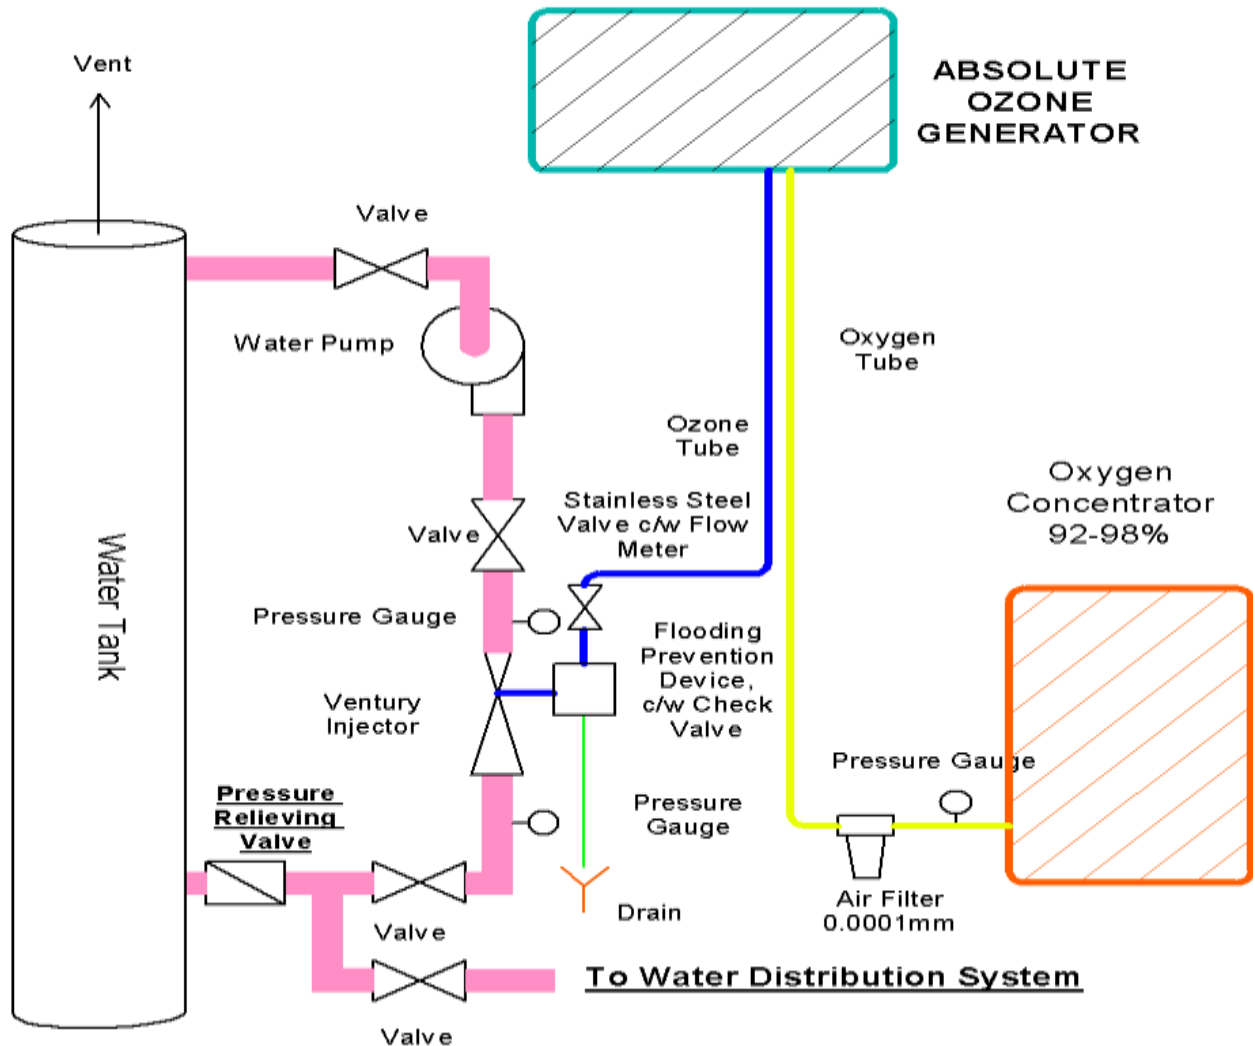 Vent
ABSOLUTE
OZONE
GENERATOR
Valve
Water Pump
Oxygen
Tube
Ozone
Tube
Oxygen
Concentrator
92-98%
Stainless Steel
Valve c/w Flow
Meter
Valve
Water Tank
Pressure Gauge
Flooding
Prevention
Device,
c/w Check
Valve
Ventury
Injector
Pressure Gauge
Pressure
Relieving
Valve
Pressure
Gauge
Air Filter
0.0001mm
Drain
Valve
To Water Distribution System
Valve